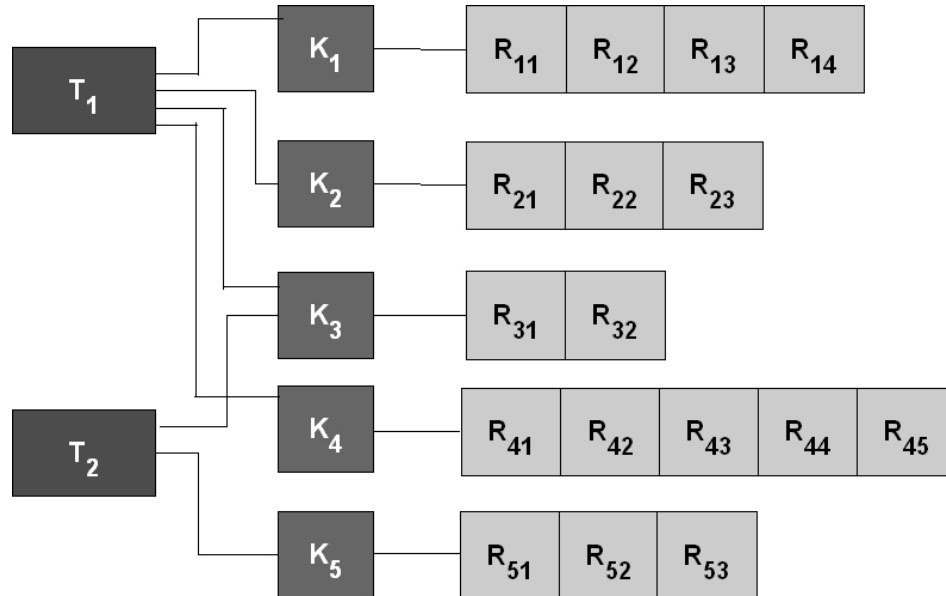 K₁ R₁₁ R₁₂ R₁₃ R₁₄
T₁
K₂ R₂₁ R₂₂ R₂₃
K₃ R₃₁ R₃₂
K₄ R₄₁ R₄₂ R₄₃ R₄₄ R₄₅
T₂
K₅ R₅₁ R₅₂ R₅₃